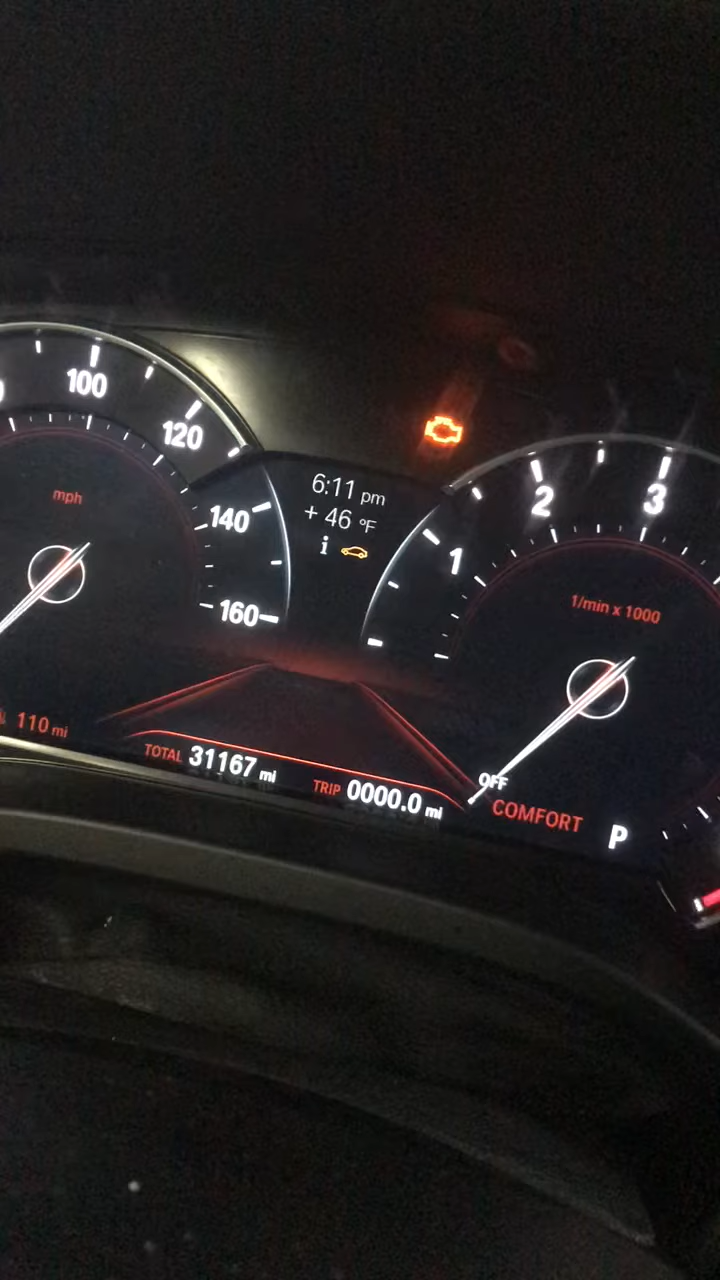 100
120
140
160
mph
6:11 pm
+ 46 °F
i
1
2
3
1/min x 1000
110 mi
TOTAL 31167 mi
TRIP 0000.0 mi
OFF
COMFORT
P